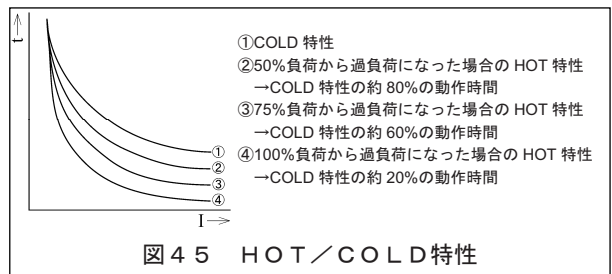 t→
①COLD 特性
②50%負荷から過負荷になった場合の HOT 特性
→COLD 特性の約 80%の動作時間
③75%負荷から過負荷になった場合の HOT 特性
→COLD 特性の約 60%の動作時間
④100%負荷から過負荷になった場合の HOT 特性
→COLD 特性の約 20%の動作時間
①
②
③
④
I→
図45 HOT/COLD特性